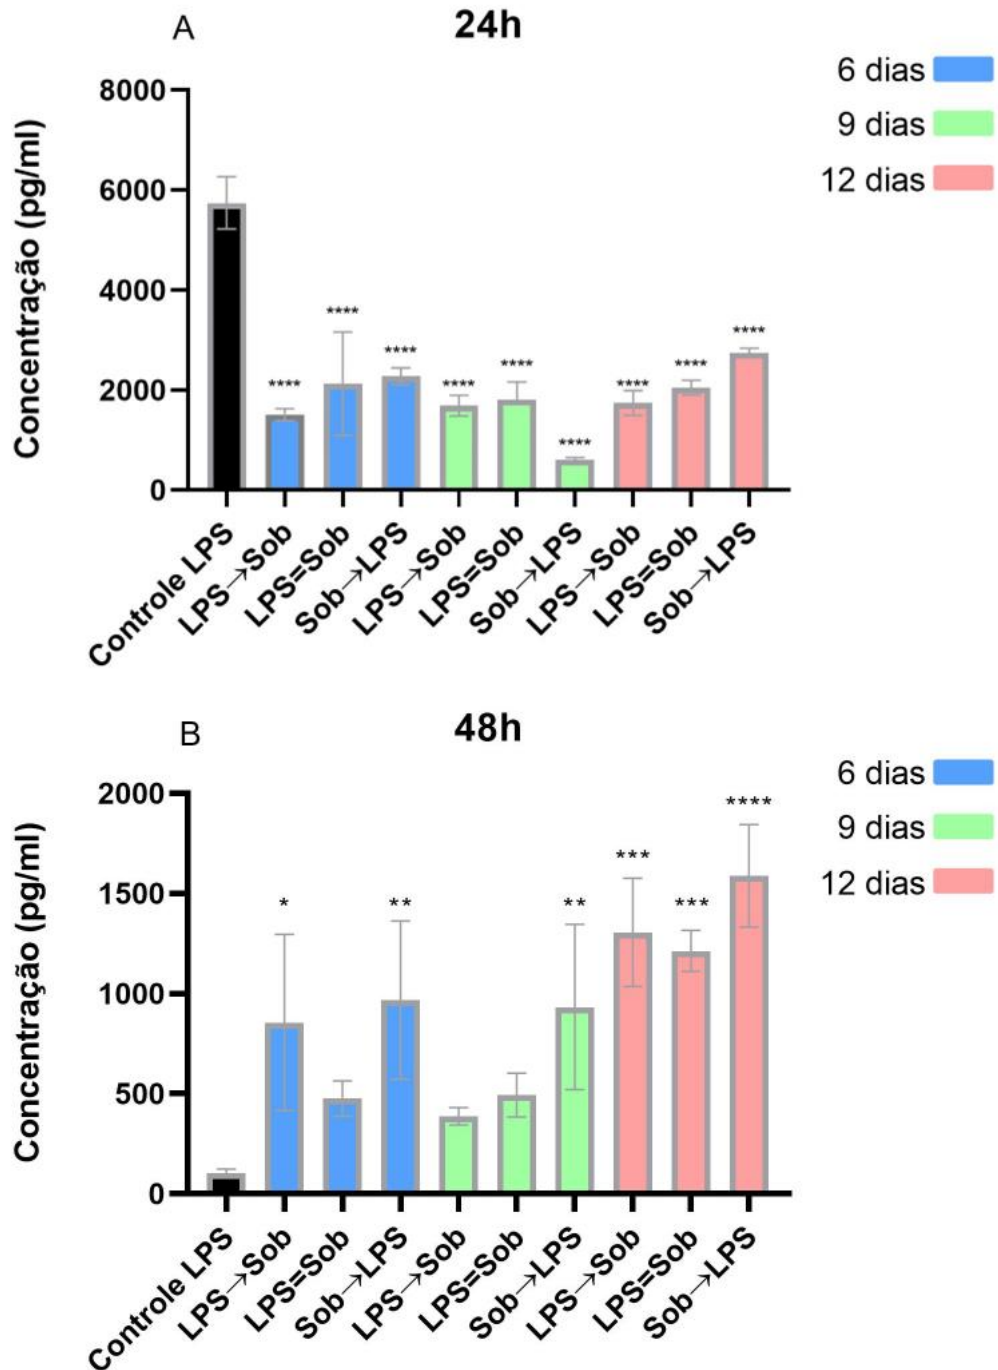 A
24h
6 dias
9 dias
12 dias
Concentração (pg/ml)
8000
6000
4000
2000
0
****
****
****
****
****
****
****
****
****
Controle LPS
LPS→Sob
LPS=Sob
Sob→LPS
LPS→Sob
LPS=Sob
Sob→LPS
LPS→Sob
LPS=Sob
Sob→LPS
B
48h
6 dias
9 dias
12 dias
Concentração (pg/ml)
2000
1500
1000
500
0
*
**
**
***
***
****
Controle LPS
LPS→Sob
LPS=Sob
Sob→LPS
LPS→Sob
LPS=Sob
Sob→LPS
LPS→Sob
LPS=Sob
Sob→LPS